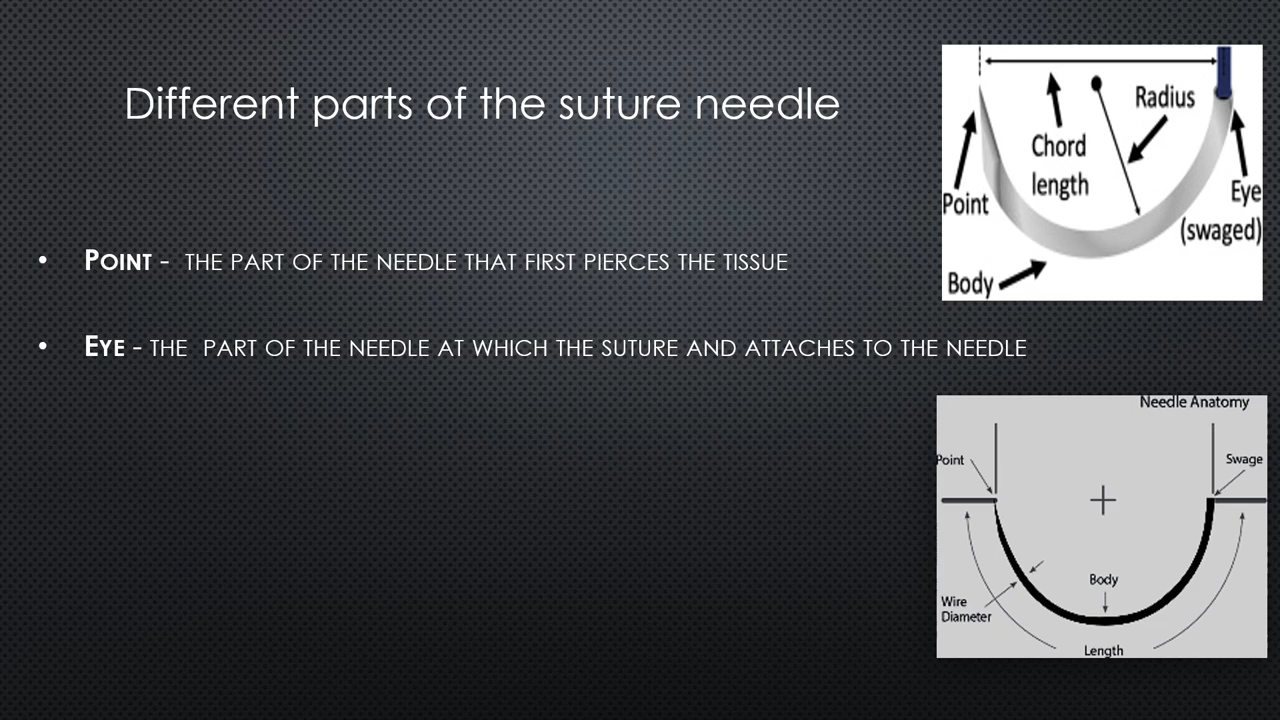 Different parts of the suture needle
• Point - the part of the needle that first pierces the tissue
• Eye - the part of the needle at which the suture and attaches to the needle
Radius
Chord
length
Point
Eye
(swaged)
Body
Needle Anatomy
Point
Swage
Body
Wire
Diameter
Length